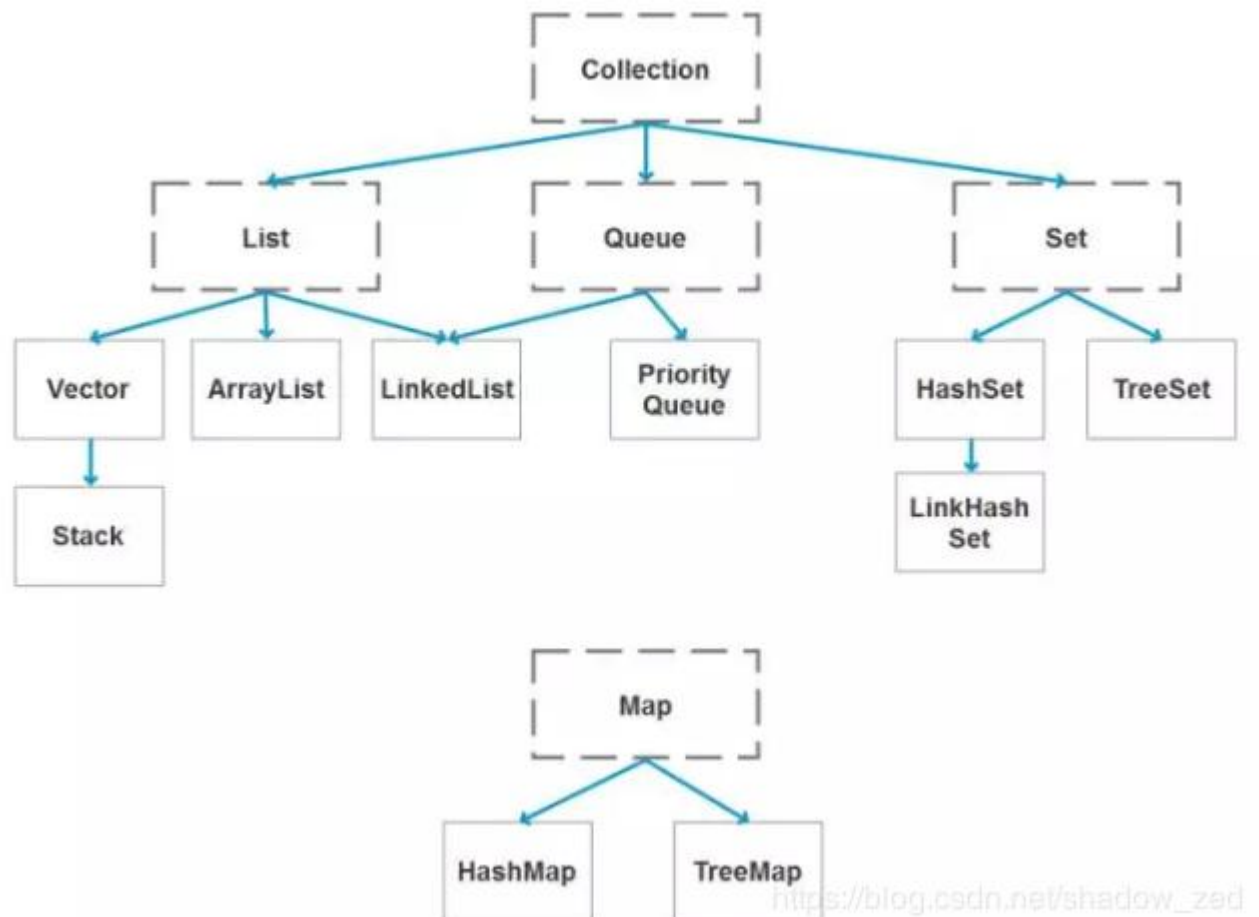 Collection
List
Queue
Set
Vector
ArrayList
LinkedList
Priority
Queue
HashSet
TreeSet
Stack
LinkHash
Set
Map
HashMap
TreeMap
https://blog.csdn.net/shadow_zed